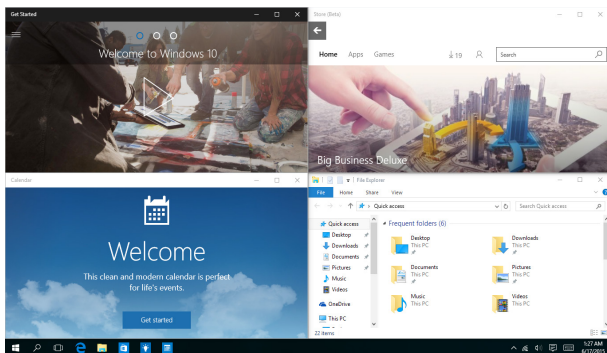 Get Started
Welcome to Windows 10
Store (Beta)
Home Apps Games
19
Search
Big Business Deluxe
Calendar
Welcome
This clean and modern calendar is perfect
for life's events.
Get started
File Explorer
File Home Share View
Quick access
Search Quick access
Quick access
Desktop
Downloads
Documents
Pictures
Music
Videos
OneDrive
This PC
Frequent folders (6)
Desktop
This PC
Downloads
This PC
Documents
This PC
Pictures
This PC
Music
This PC
Videos
This PC
22 items
1:27 AM
6/17/2015